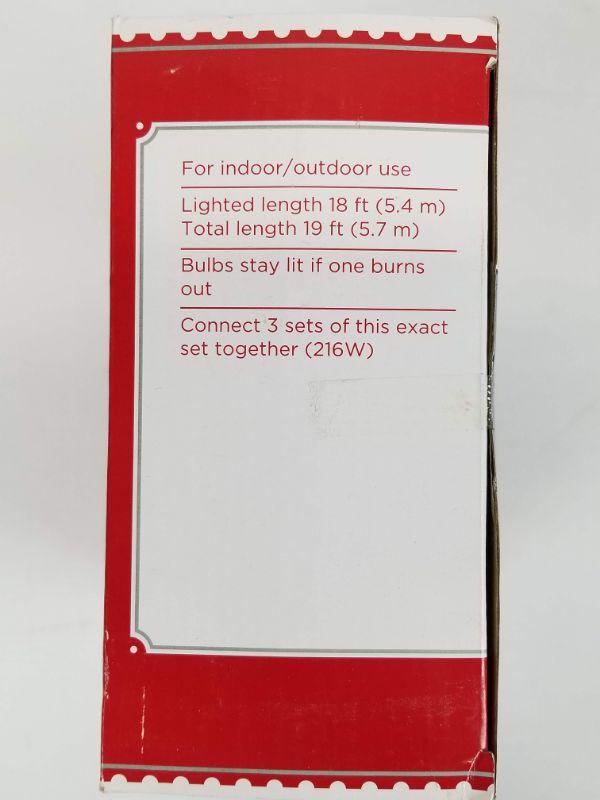 For indoor/outdoor use
Lighted length 18 ft (5.4 m)
Total length 19 ft (5.7 m)
Bulbs stay lit if one burns
out
Connect 3 sets of this exact
set together (216W)